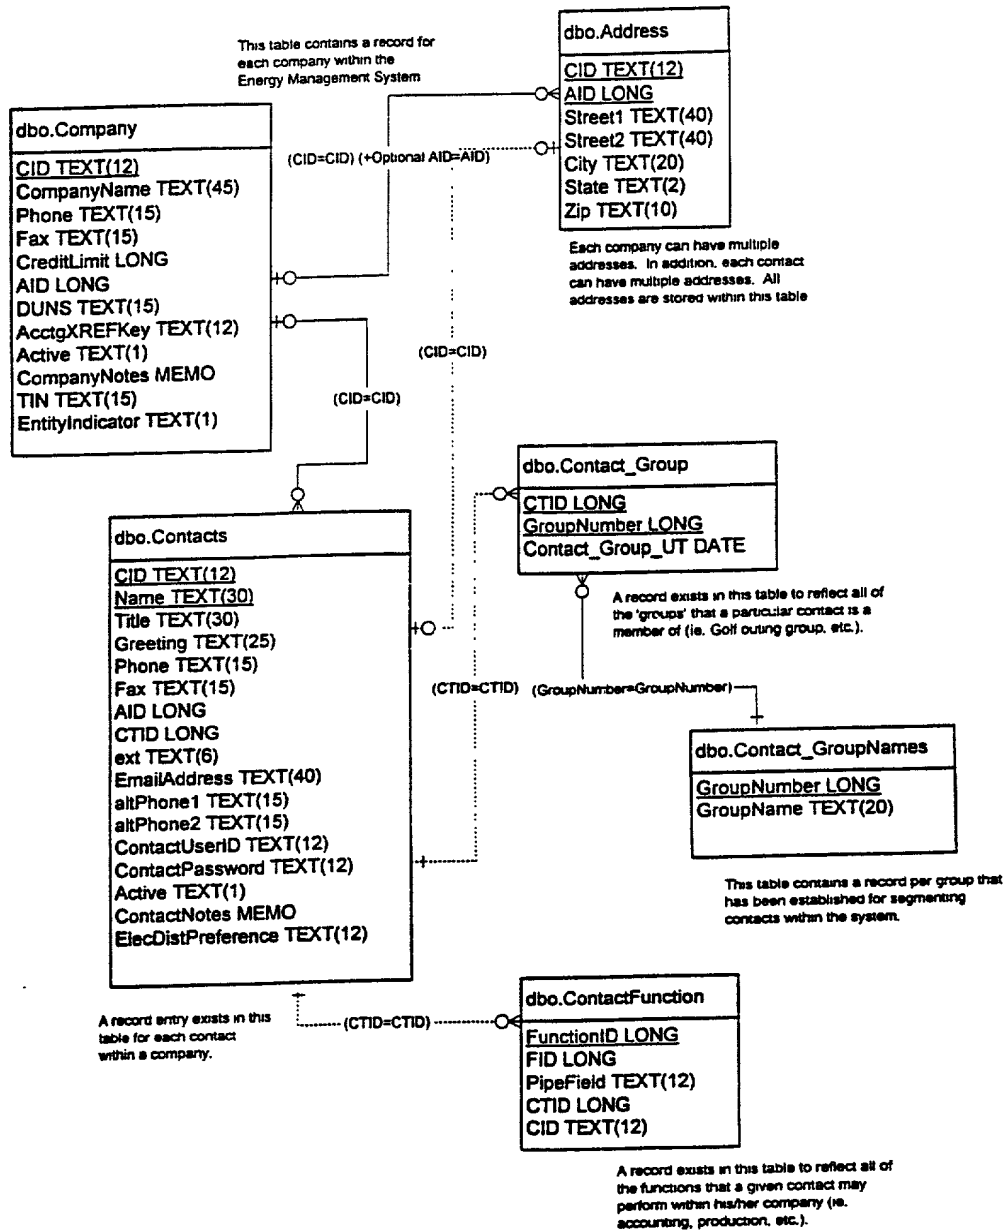 This table contains a record for
each company within the
Energy Management System
dbo.Address
CID TEXT(12)
AID LONG
Street1 TEXT(40)
Street2 TEXT(40)
City TEXT(20)
State TEXT(2)
Zip TEXT(10)
Each company can have multiple
addresses. In addition, each contact
can have multiple addresses. All
addresses are stored within this table
dbo.Company
CID TEXT(12)
CompanyName TEXT(45)
Phone TEXT(15)
Fax TEXT(15)
CreditLimit LONG
AID LONG
DUNS TEXT(15)
AcctgXREFKey TEXT(12)
Active TEXT(1)
CompanyNotes MEMO
TIN TEXT(15)
EntityIndicator TEXT(1)
(CID=CID) (+Optional AID=AID)
(CID=CID)
(CID=CID)
dbo.Contact_Group
CTID LONG
GroupNumber LONG
Contact_Group_UT DATE
A record exists in this table to reflect all of
the 'groups' that a particular contact is a
member of (ie. Golf outing group, etc.).
dbo.Contacts
CID TEXT(12)
Name TEXT(30)
Title TEXT(30)
Greeting TEXT(25)
Phone TEXT(15)
Fax TEXT(15)
AID LONG
CTID LONG
ext TEXT(6)
EmailAddress TEXT(40)
altPhone1 TEXT(15)
altPhone2 TEXT(15)
ContactUserID TEXT(12)
ContactPassword TEXT(12)
Active TEXT(1)
ContactNotes MEMO
ElecDistPreference TEXT(12)
(CTID=CTID)
(GroupNumber=GroupNumber)
dbo.Contact_GroupNames
GroupNumber LONG
GroupName TEXT(20)
This table contains a record per group that
has been established for segmenting
contacts within the system.
A record entry exists in this
table for each contact
within a company.
(CTID=CTID)
dbo.ContactFunction
FunctionID LONG
FID LONG
PipeField TEXT(12)
CTID LONG
CID TEXT(12)
A record exists in this table to reflect all of
the functions that a given contact may
perform within his/her company (ie.
accounting, production, etc.).